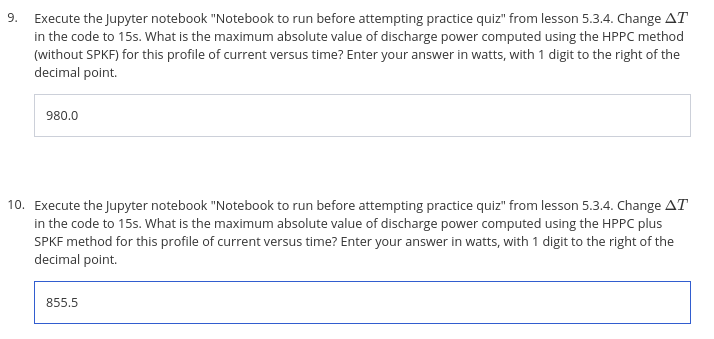 9. Execute the Jupyter notebook "Notebook to run before attempting practice quiz" from lesson 5.3.4. Change ΔT
in the code to 15s. What is the maximum absolute value of discharge power computed using the HPPC method
(without SPKF) for this profile of current versus time? Enter your answer in watts, with 1 digit to the right of the
decimal point.
980.0
10. Execute the Jupyter notebook "Notebook to run before attempting practice quiz" from lesson 5.3.4. Change ΔT
in the code to 15s. What is the maximum absolute value of discharge power computed using the HPPC plus
SPKF method for this profile of current versus time? Enter your answer in watts, with 1 digit to the right of the
decimal point.
855.5